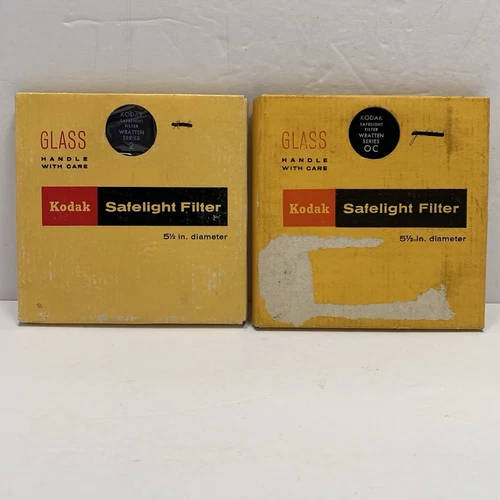 KODAK
SAFELIGHT
FILTER
WRATTEN
SERIES
2
GLASS
HANDLE
WITH CARE
Kodak Safelight Filter
5½ in. diameter
KODAK
SAFELIGHT
FILTER
WRATTEN
SERIES
OC
GLASS
HANDLE
WITH CARE
Kodak Safelight Filter
5½ in. diameter